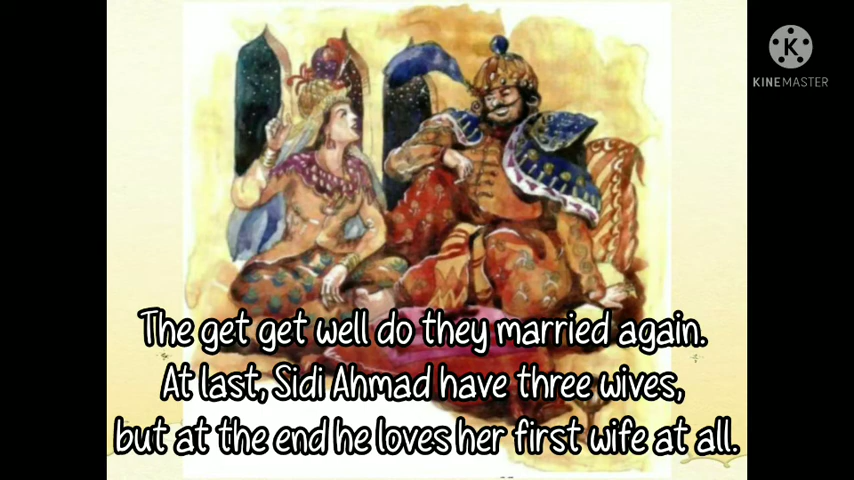 KINEMASTER
The get get well do they married again.
At last, Sidi Ahmad have three wives,
but at the end he loves her first wife at all.